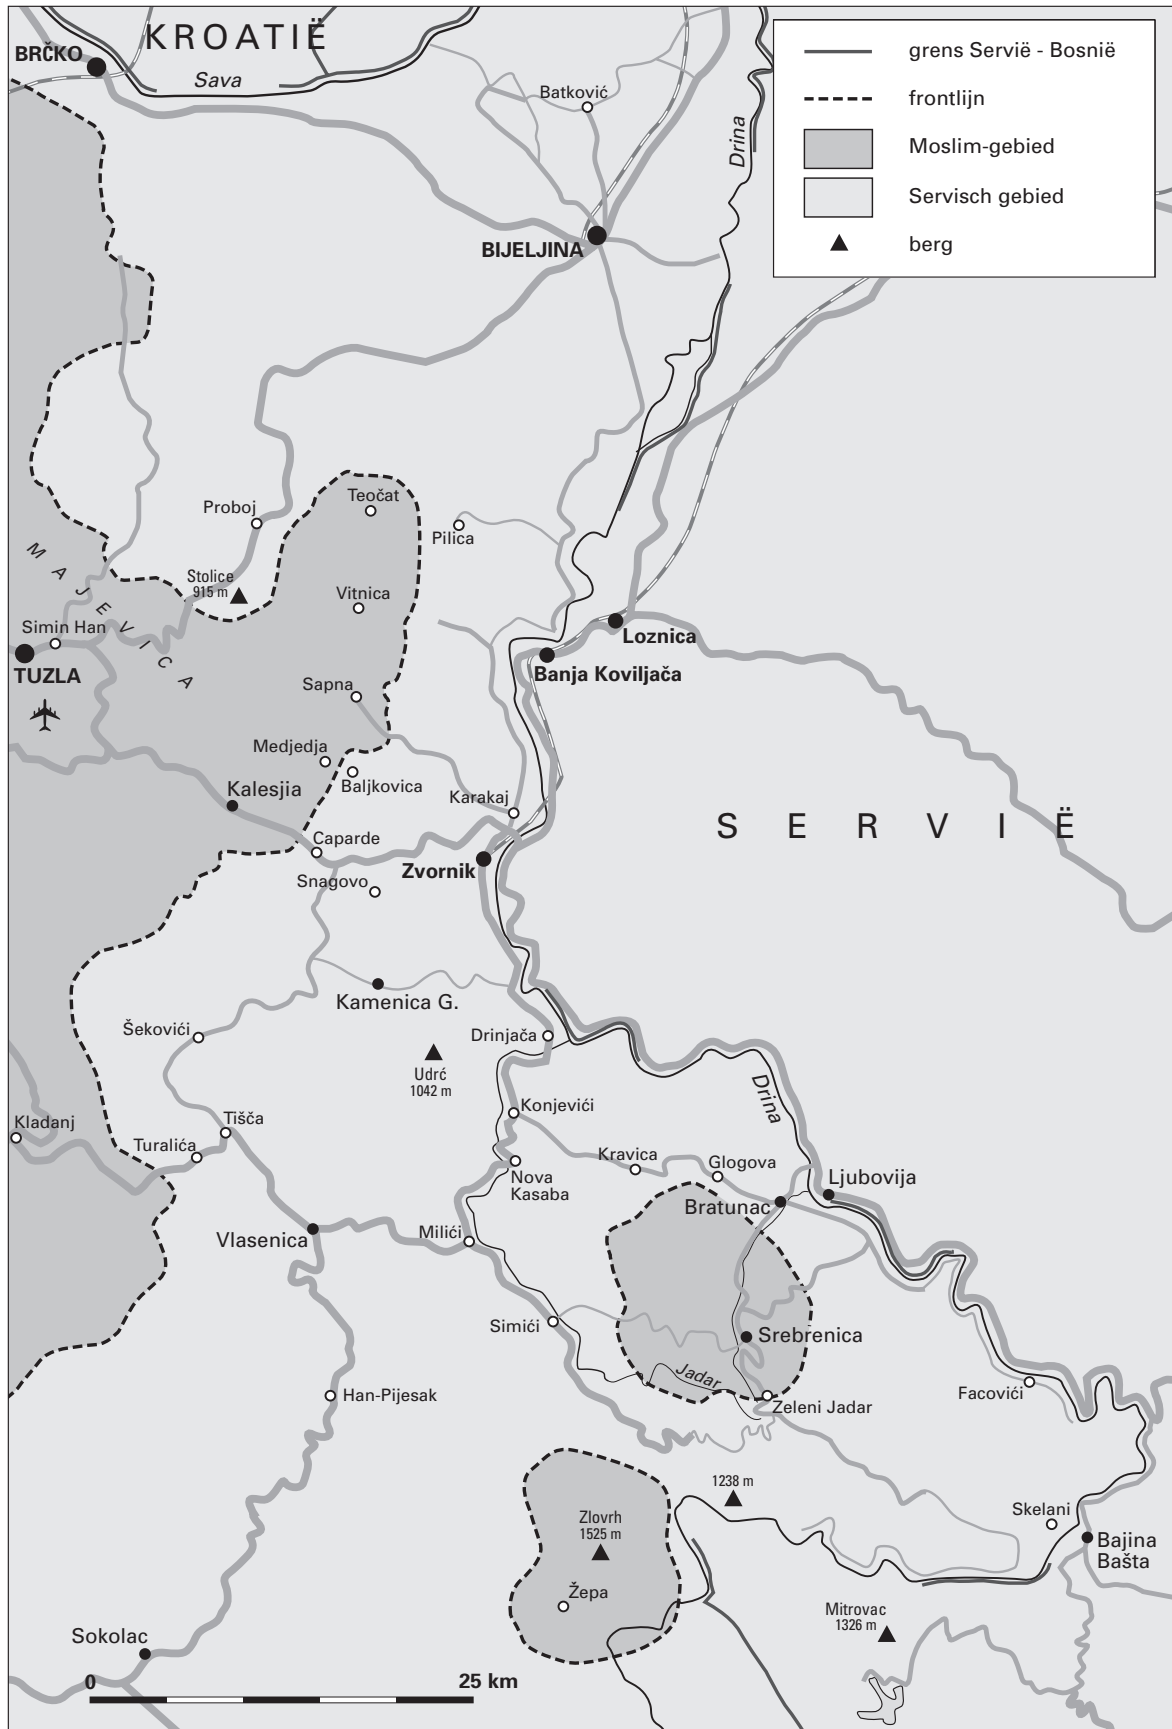 KROATIË
BRČKO
Sava
Batković
Drina
grens Servië - Bosnië
frontlijn
Moslim-gebied
Servisch gebied
berg
BIJELJINA
Proboj
Teočat
Pilica
MAJEVICA
Stolice
915 m
Vitnica
Simin Han
TUZLA
Loznica
Banja Koviljača
Sapna
Medjedja
Baljkovica
Kalesjia
Karakaj
SERVIË
Caparde
Zvornik
Snagovo
Kamenica G.
Šekovići
Drinjača
Udrć
1042 m
Drina
Kladanj
Tišča
Turalića
Konjevići
Kravica
Glogova
Nova
Kasaba
Ljubovija
Bratunac
Vlasenica
Milići
Simići
Srebrenica
Jadar
Han-Pijesak
Zeleni Jadar
Facovići
1238 m
Zlovrh
1525 m
Skelani
Bajina
Bašta
Žepa
Mitrovac
1326 m
Sokolac
0
25 km